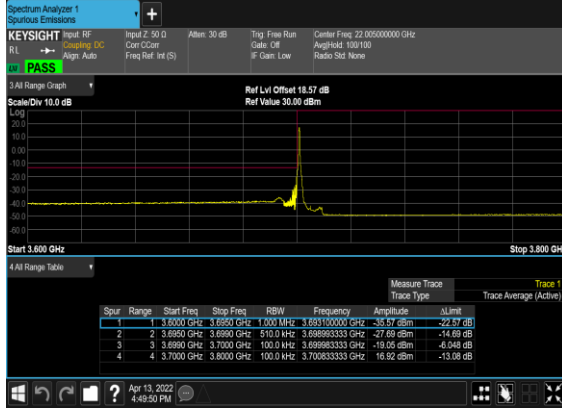 Spectrum Analyzer 1
Spurious Emissions
+
KEYSIGHT Input: RF Input Z: 50 Ω Atten: 30 dB Trig: Free Run Center Freq: 22.005000000 GHz
RL Coupling: DC Corr CCorr Gate: Off Avg|Hold: 100/100
Align: Auto Freq Ref: Int (S) IF Gain: Low Radio Std: None
PASS
3 All Range Graph
Ref Lvl Offset 18.57 dB
Scale/Div 10.0 dB Ref Value 30.00 dBm
Log
20.0
10.0
0.00
-10.0
-20.0
-30.0
-40.0
-50.0
-60.0
Start 3.600 GHz Stop 3.800 GH
4 All Range Table
Measure Trace Trace 1
Trace Type Trace Average (Active)
Spur Range Start Freq Stop Freq RBW Frequency Amplitude ΔLimit
1 1 3.6000 GHz 3.6950 GHz 1.000 MHz 3.693100000 GHz -35.57 dBm -22.57 dB
2 2 3.6950 GHz 3.6990 GHz 510.0 kHz 3.698993333 GHz -27.69 dBm -14.69 dB
3 3 3.6990 GHz 3.7000 GHz 100.0 kHz 3.699983333 GHz -19.05 dBm -6.048 dB
4 4 3.7000 GHz 3.8000 GHz 100.0 kHz 3.700833333 GHz 16.92 dBm -13.08 dB
? Apr 13, 2022
4:49:50 PM